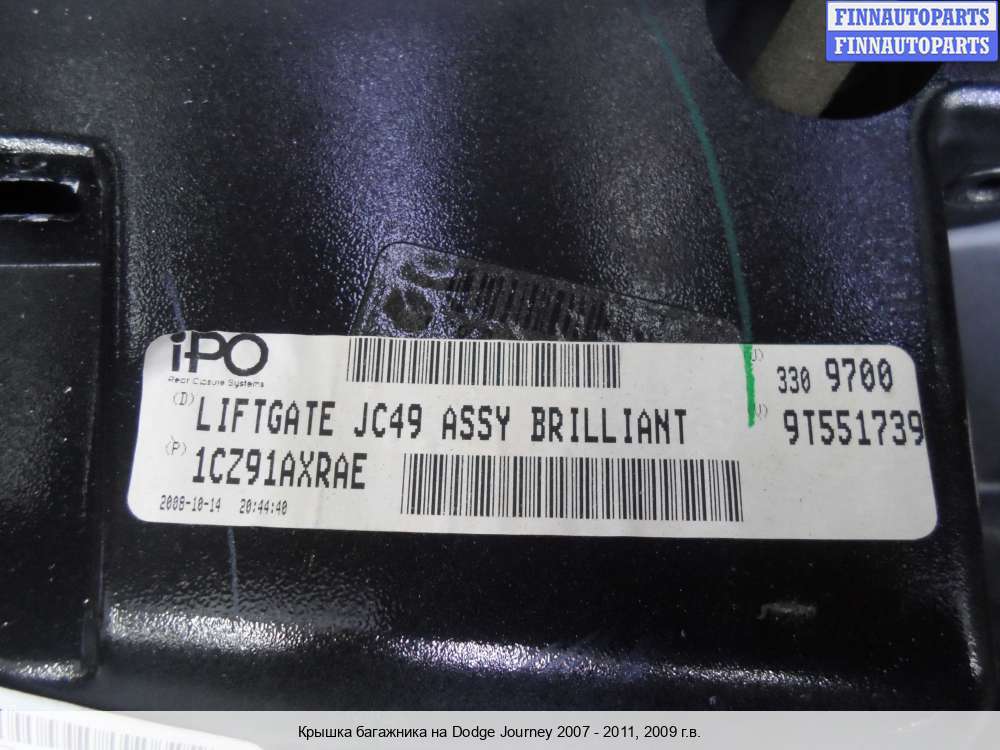 FINNAUTOPARTS
FINNAUTOPARTS
iPO
Rear Closure Systems
330 9700
(D) LIFTGATE JC49 ASSY BRILLIANT
9T551739
(P) 1CZ91AXRAE
2008-10-14 20:44:40
Крышка багажника на Dodge Journey 2007 - 2011, 2009 г.в.